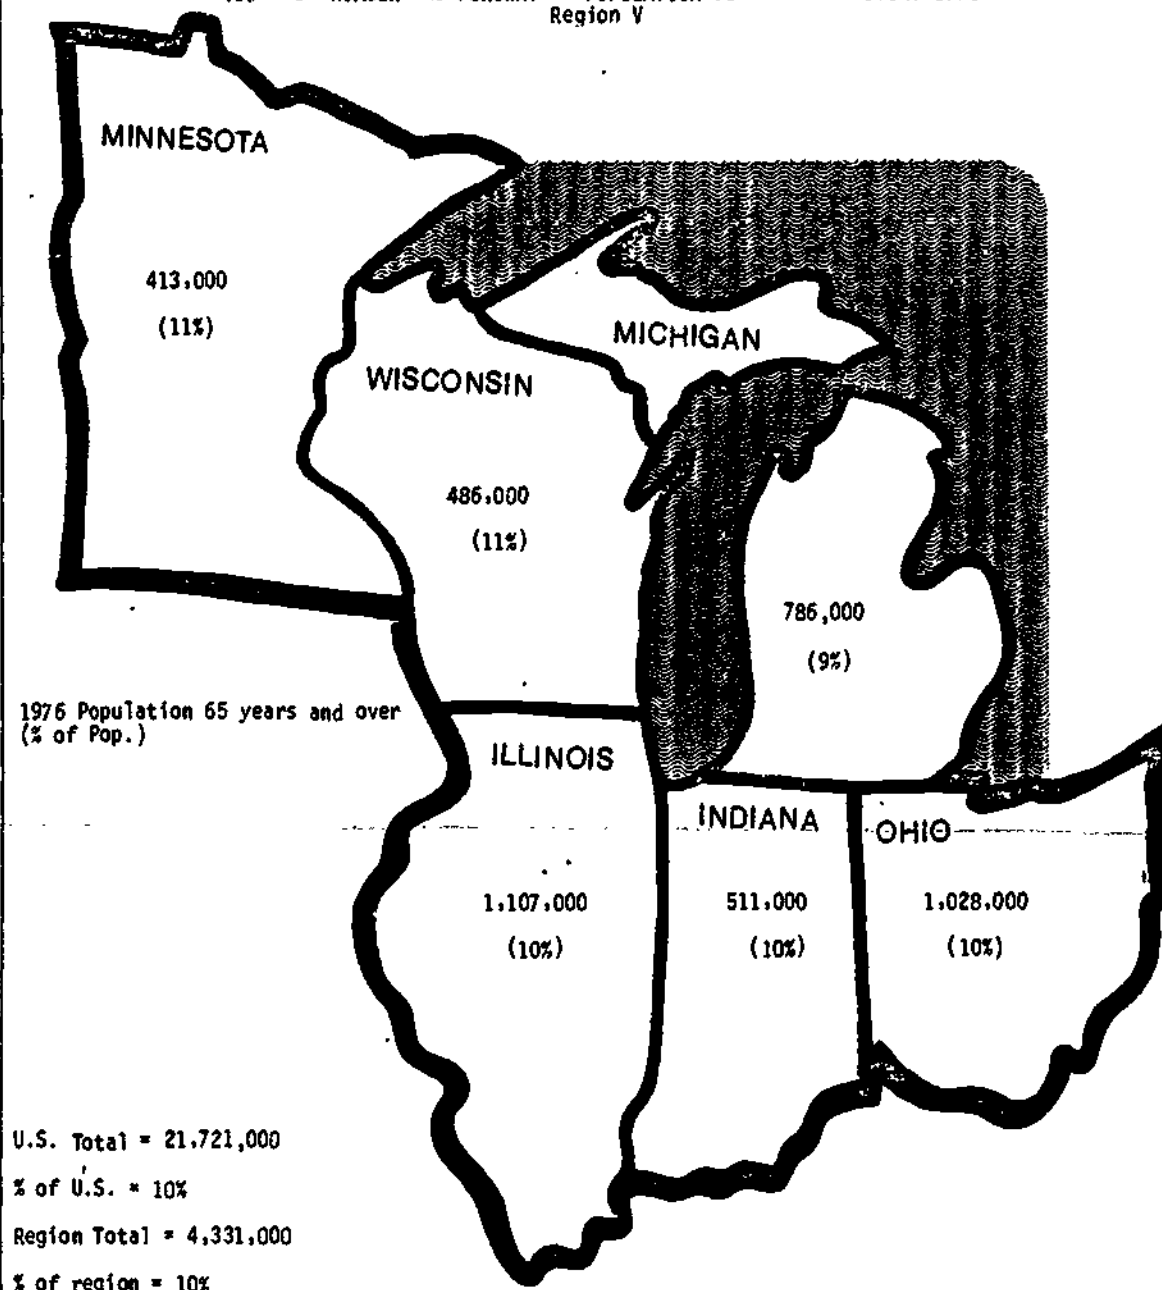 Region V
MINNESOTA
413,000
(11%)
MICHIGAN
WISCONSIN
486,000
(11%)
786,000
(9%)
1976 Population 65 years and over
(% of Pop.)
ILLINOIS
INDIANA
OHIO
1,107,000
511,000
1,028,000
(10%)
(10%)
(10%)
U.S. Total = 21,721,000
% of U.S. = 10%
Region Total = 4,331,000
% of region = 10%